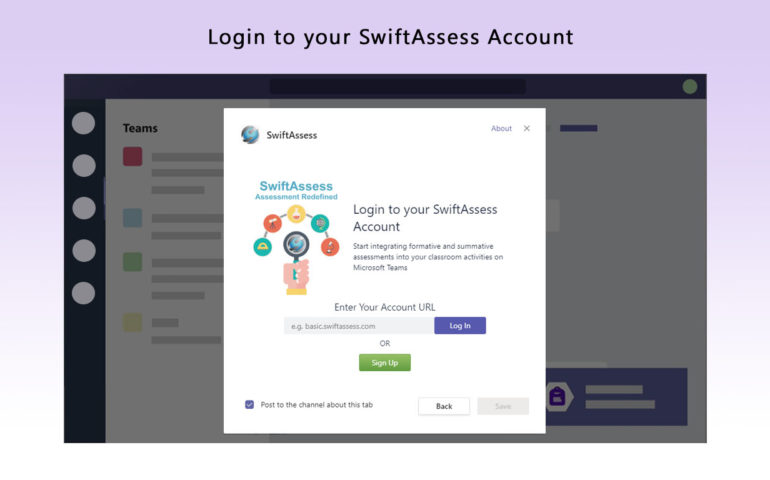 Login to your SwiftAssess Account
Teams
SwiftAssess
About
SwiftAssess
Assessment Redefined
Login to your SwiftAssess
Account
Start integrating formative and summative
assessments into your classroom activities on
Microsoft Teams
Enter Your Account URL
e.g. basic.swiftassess.com
Log In
OR
Sign Up
Post to the channel about this tab
Back
Save